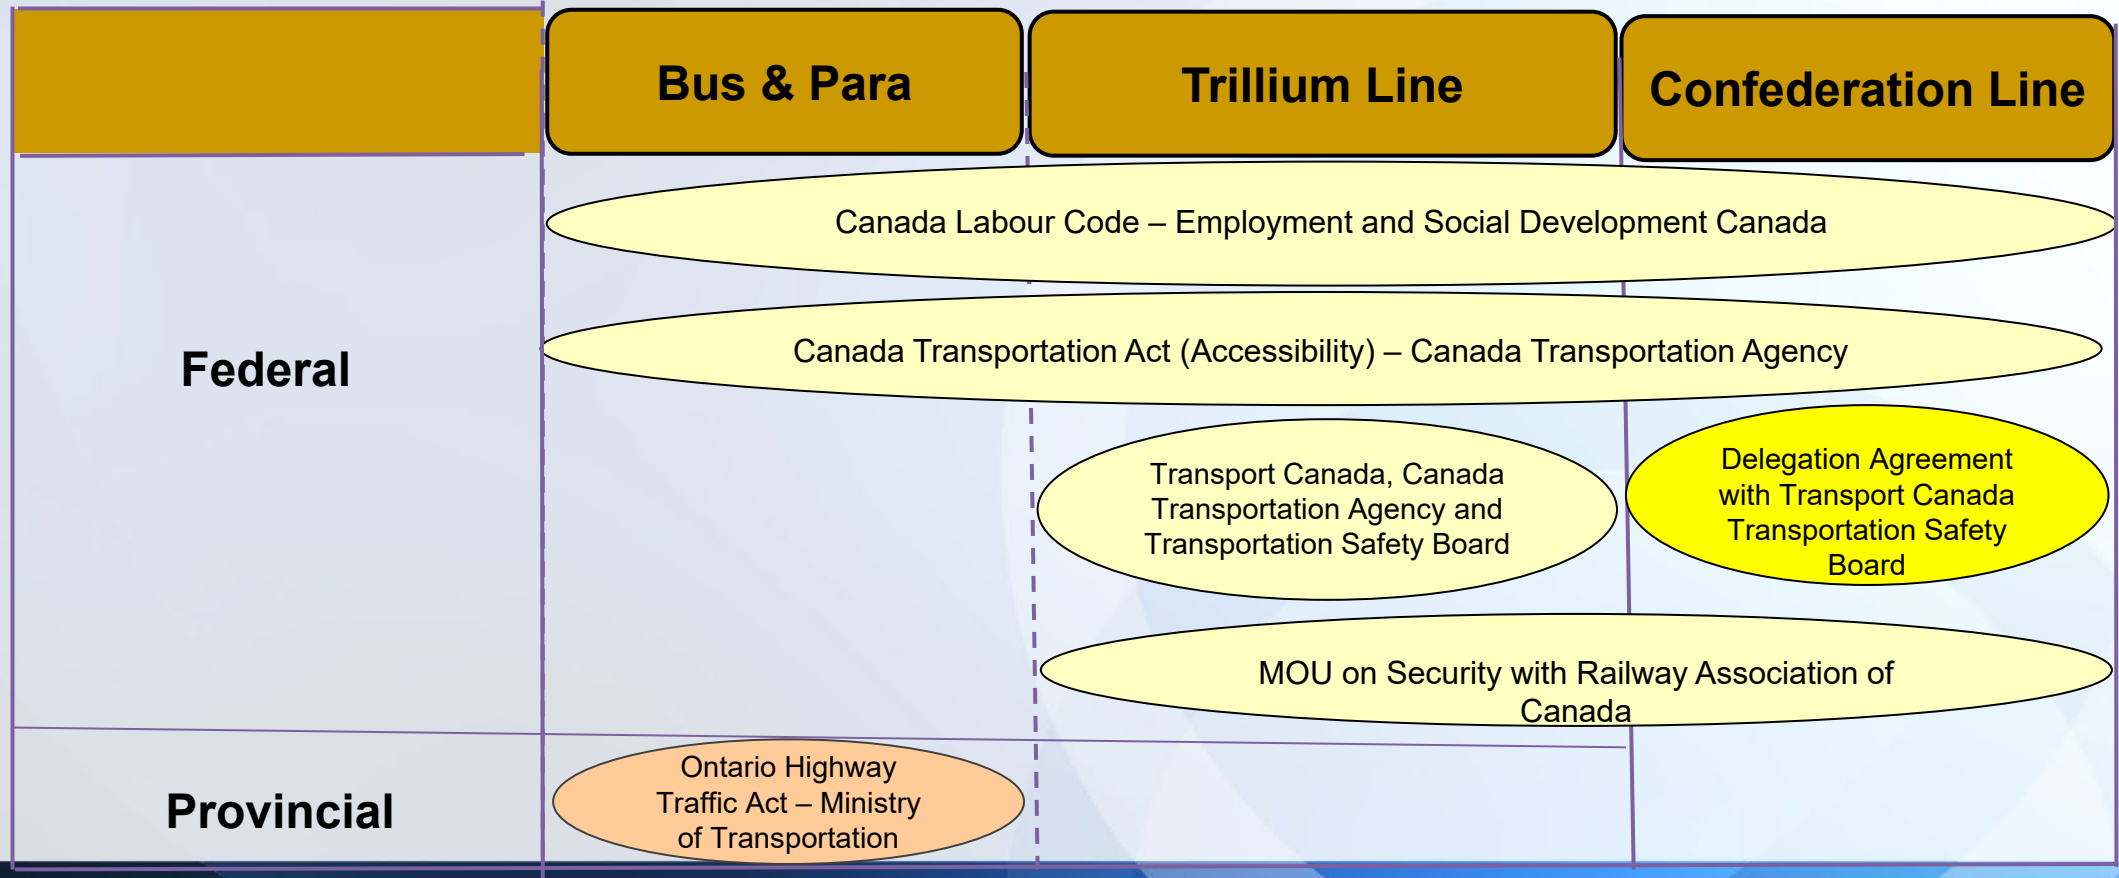 Bus & Para
Trillium Line
Confederation Line
Canada Labour Code – Employment and Social Development Canada
Federal
Canada Transportation Act (Accessibility) – Canada Transportation Agency
Transport Canada, Canada
Transportation Agency and
Transportation Safety Board
Delegation Agreement
with Transport Canada
Transportation Safety
Board
MOU on Security with Railway Association of
Canada
Provincial
Ontario Highway
Traffic Act – Ministry
of Transportation